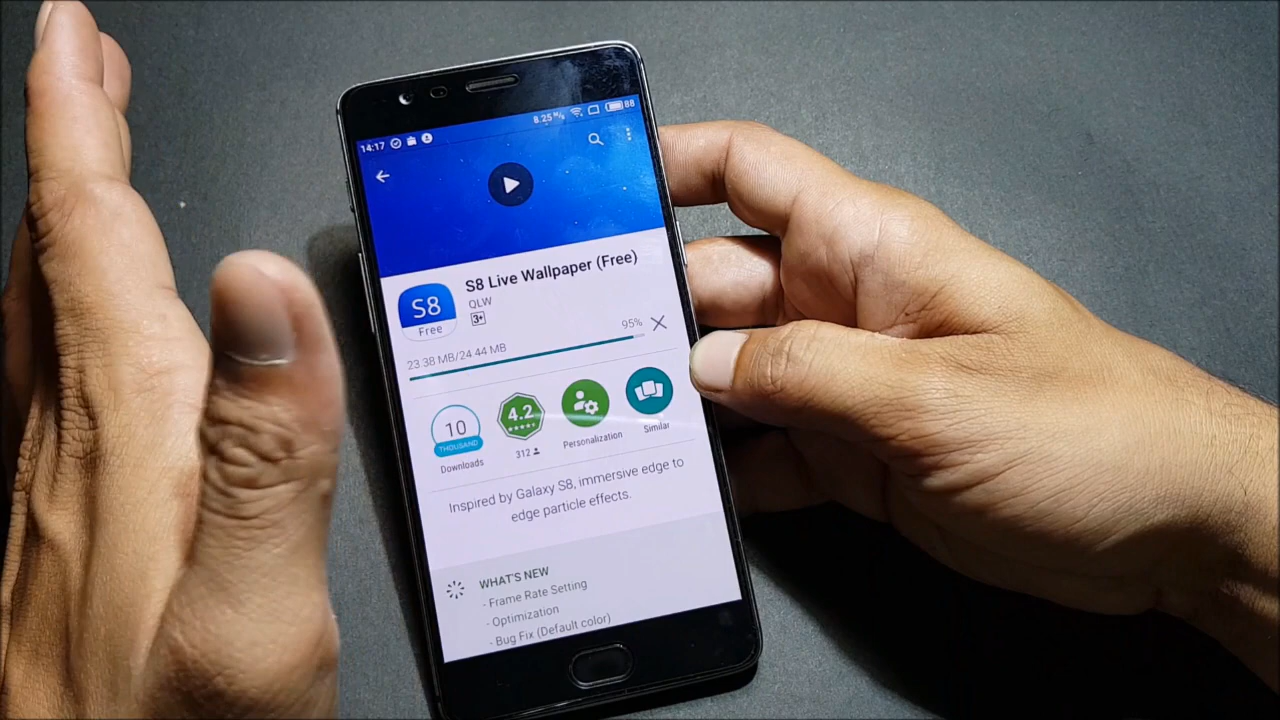 14:17 8.25 M/s 88
S8 Live Wallpaper (Free)
S8
Free
QLW
3+
95%
23.38 MB/24.44 MB
10
THOUSAND
Downloads
4.2
312
Personalization
Similar
Inspired by Galaxy S8, immersive edge to
edge particle effects.
WHAT'S NEW
- Frame Rate Setting
- Optimization
- Bug Fix (Default color)